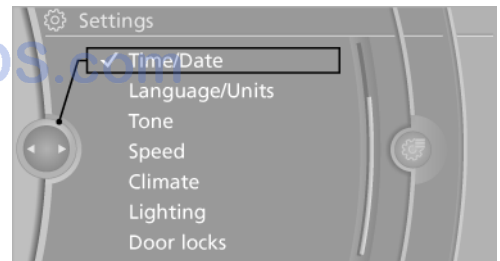 Settings
Time/Date
Language/Units
Tone
Speed
Climate
Lighting
Door locks